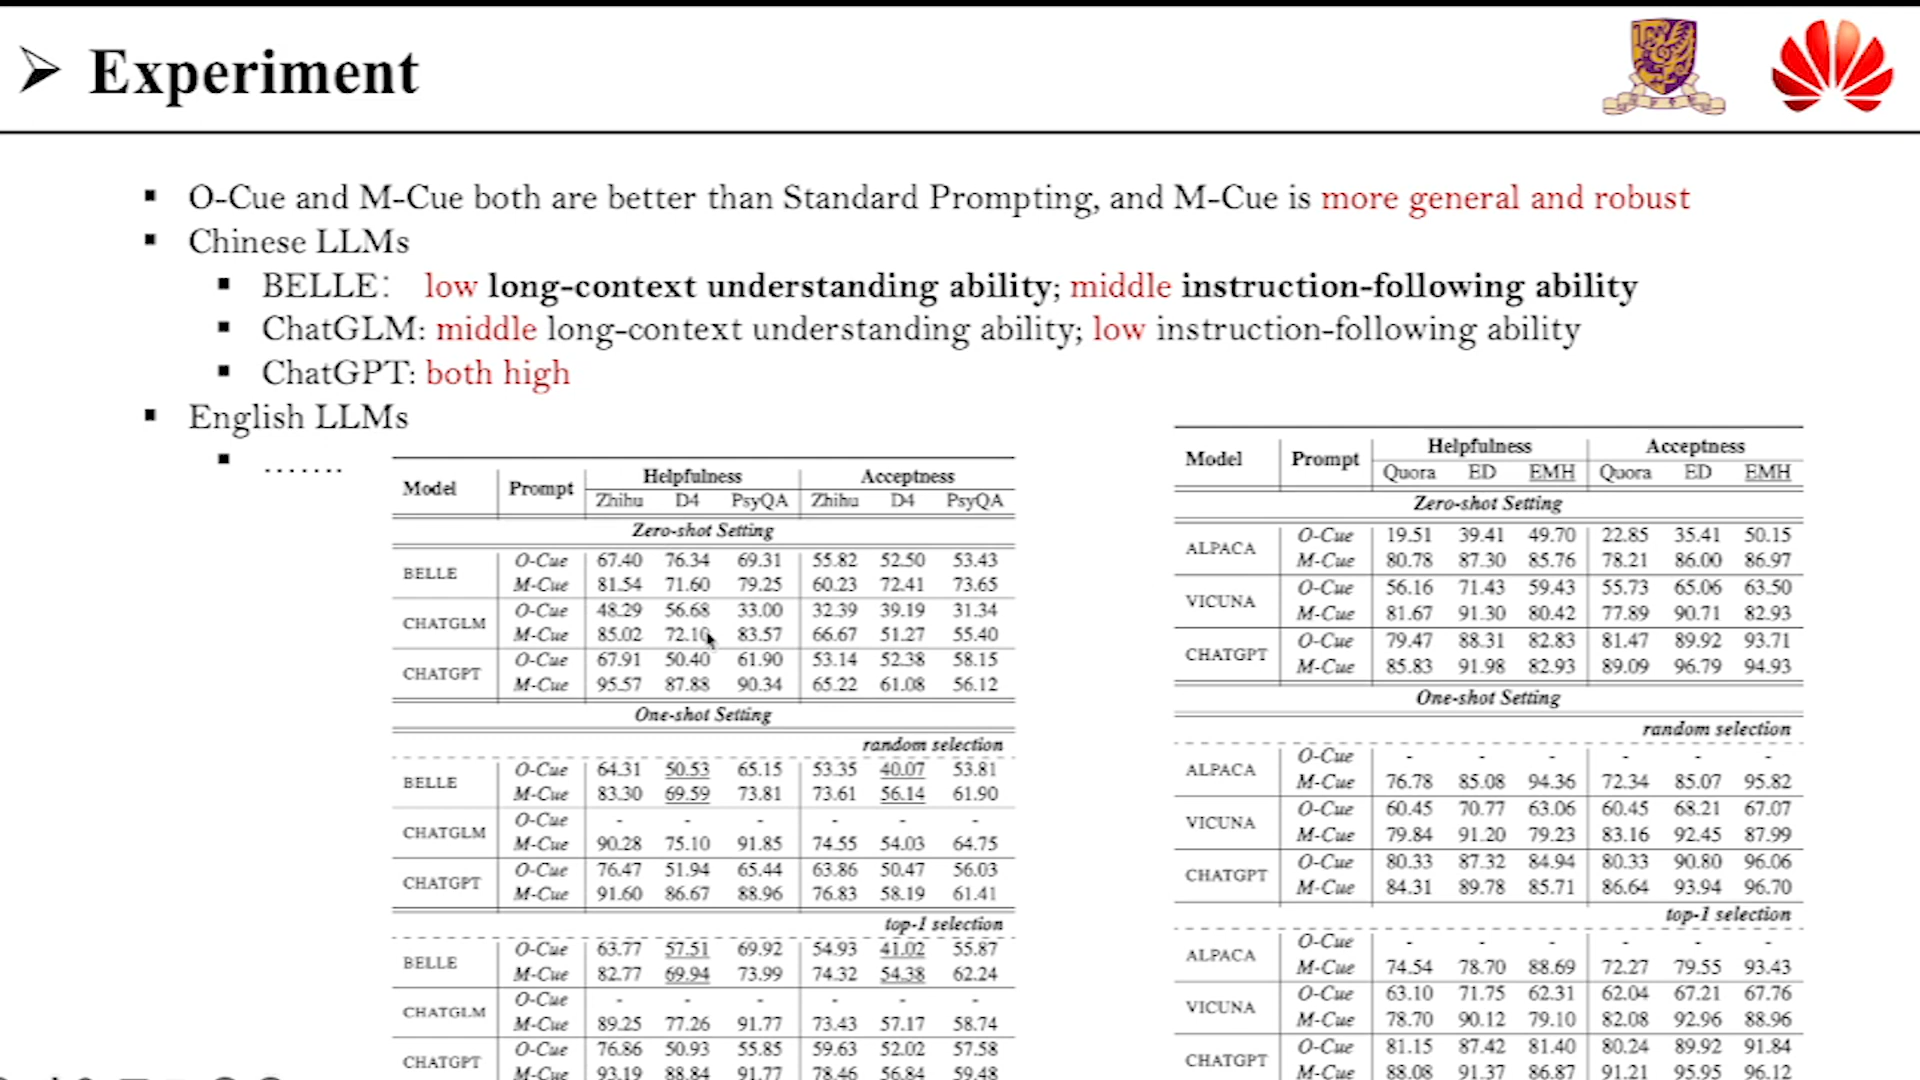 ➢ Experiment
▪ O-Cue and M-Cue both are better than Standard Prompting, and M-Cue is more general and robust
▪ Chinese LLMs
▪ BELLE: low long-context understanding ability; middle instruction-following ability
▪ ChatGLM: middle long-context understanding ability; low instruction-following ability
▪ ChatGPT: both high
▪ English LLMs
▪ .......
Model Prompt Helpfulness Acceptness
Zhihu D4 PsyQA Zhihu D4 PsyQA
Zero-shot Setting
BELLE O-Cue 67.40 76.34 69.31 55.82 52.50 53.43
M-Cue 81.54 71.60 79.25 60.23 72.41 73.65
CHATGLM O-Cue 48.29 56.68 33.00 32.39 39.19 31.34
M-Cue 85.02 72.10 83.57 66.67 51.27 55.40
CHATGPT O-Cue 67.91 50.40 61.90 53.14 52.38 58.15
M-Cue 95.57 87.88 90.34 65.22 61.08 56.12
One-shot Setting
random selection
BELLE O-Cue 64.31 50.53 65.15 53.35 40.07 53.81
M-Cue 83.30 69.59 73.81 73.61 56.14 61.90
CHATGLM O-Cue - - - - - -
M-Cue 90.28 75.10 91.85 74.55 54.03 64.75
CHATGPT O-Cue 76.47 51.94 65.44 63.86 50.47 56.03
M-Cue 91.60 86.67 88.96 76.83 58.19 61.41
top-1 selection
BELLE O-Cue 63.77 57.51 69.92 54.93 41.02 55.87
M-Cue 82.77 69.94 73.99 74.32 54.38 62.24
CHATGLM O-Cue - - - - - -
M-Cue 89.25 77.26 91.77 73.43 57.17 58.74
CHATGPT O-Cue 76.86 50.93 55.85 59.63 52.02 57.58
M-Cue 93.19 88.84 91.77 78.46 56.84 59.48
Model Prompt Helpfulness Acceptness
Quora ED EMH Quora ED EMH
Zero-shot Setting
ALPACA O-Cue 19.51 39.41 49.70 22.85 35.41 50.15
M-Cue 80.78 87.30 85.76 78.21 86.00 86.97
VICUNA O-Cue 56.16 71.43 59.43 55.73 65.06 63.50
M-Cue 81.67 91.30 80.42 77.89 90.71 82.93
CHATGPT O-Cue 79.47 88.31 82.83 81.47 89.92 93.71
M-Cue 85.83 91.98 82.93 89.09 96.79 94.93
One-shot Setting
random selection
ALPACA O-Cue - - - - - -
M-Cue 76.78 85.08 94.36 72.34 85.07 95.82
VICUNA O-Cue 60.45 70.77 63.06 60.45 68.21 67.07
M-Cue 79.84 91.20 79.23 83.16 92.45 87.99
CHATGPT O-Cue 80.33 87.32 84.94 80.33 90.80 96.06
M-Cue 84.31 89.78 85.71 86.64 93.94 96.70
top-1 selection
ALPACA O-Cue - - - - - -
M-Cue 74.54 78.70 88.69 72.27 79.55 93.43
VICUNA O-Cue 63.10 71.75 62.31 62.04 67.21 67.76
M-Cue 78.70 90.12 79.10 82.08 92.96 88.96
CHATGPT O-Cue 81.15 87.42 81.40 80.24 89.92 91.84
M-Cue 88.08 91.37 86.87 91.21 95.95 96.12